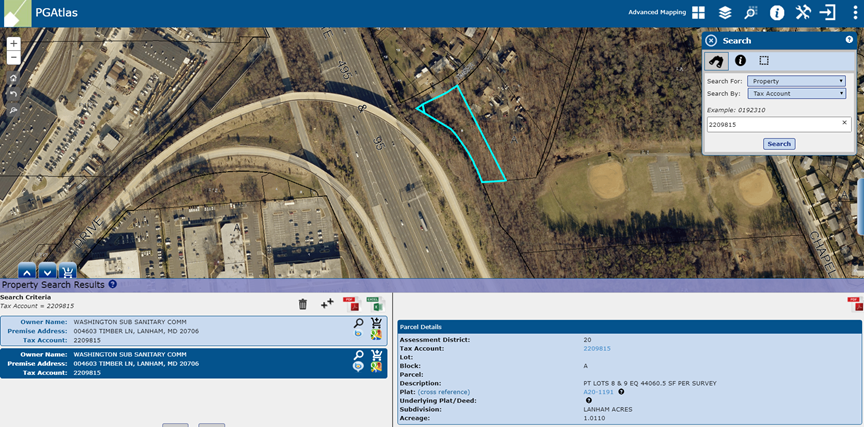 PGAtlas
Advanced Mapping
Search
Search For: Property
Search By: Tax Account
Example: 0192310
2209815
Search
495
&
95
E
DRIVE
A
CHAPEL
Property Search Results
Search Criteria
Tax Account = 2209815
Owner Name: WASHINGTON SUB SANITARY COMM
Premise Address: 004603 TIMBER LN, LANHAM, MD 20706
Tax Account: 2209815
Owner Name: WASHINGTON SUB SANITARY COMM
Premise Address: 004603 TIMBER LN, LANHAM, MD 20706
Tax Account: 2209815
Parcel Details
Assessment District: 20
Tax Account: 2209815
Lot:
Block: A
Parcel:
Description: PT LOTS 8 & 9 EQ 44060.5 SF PER SURVEY
Plat: (cross reference) A20-1191
Underlying Plat/Deed:
Subdivision: LANHAM ACRES
Acreage: 1.0110